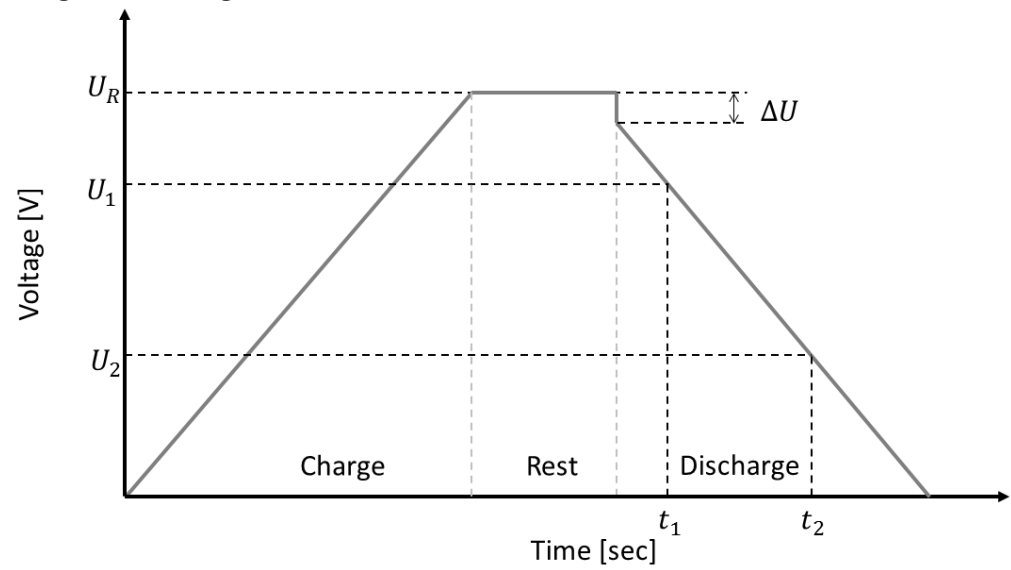 U_R
ΔU
U_1
U_2
Voltage [V]
Charge
Rest
Discharge
t_1
t_2
Time [sec]